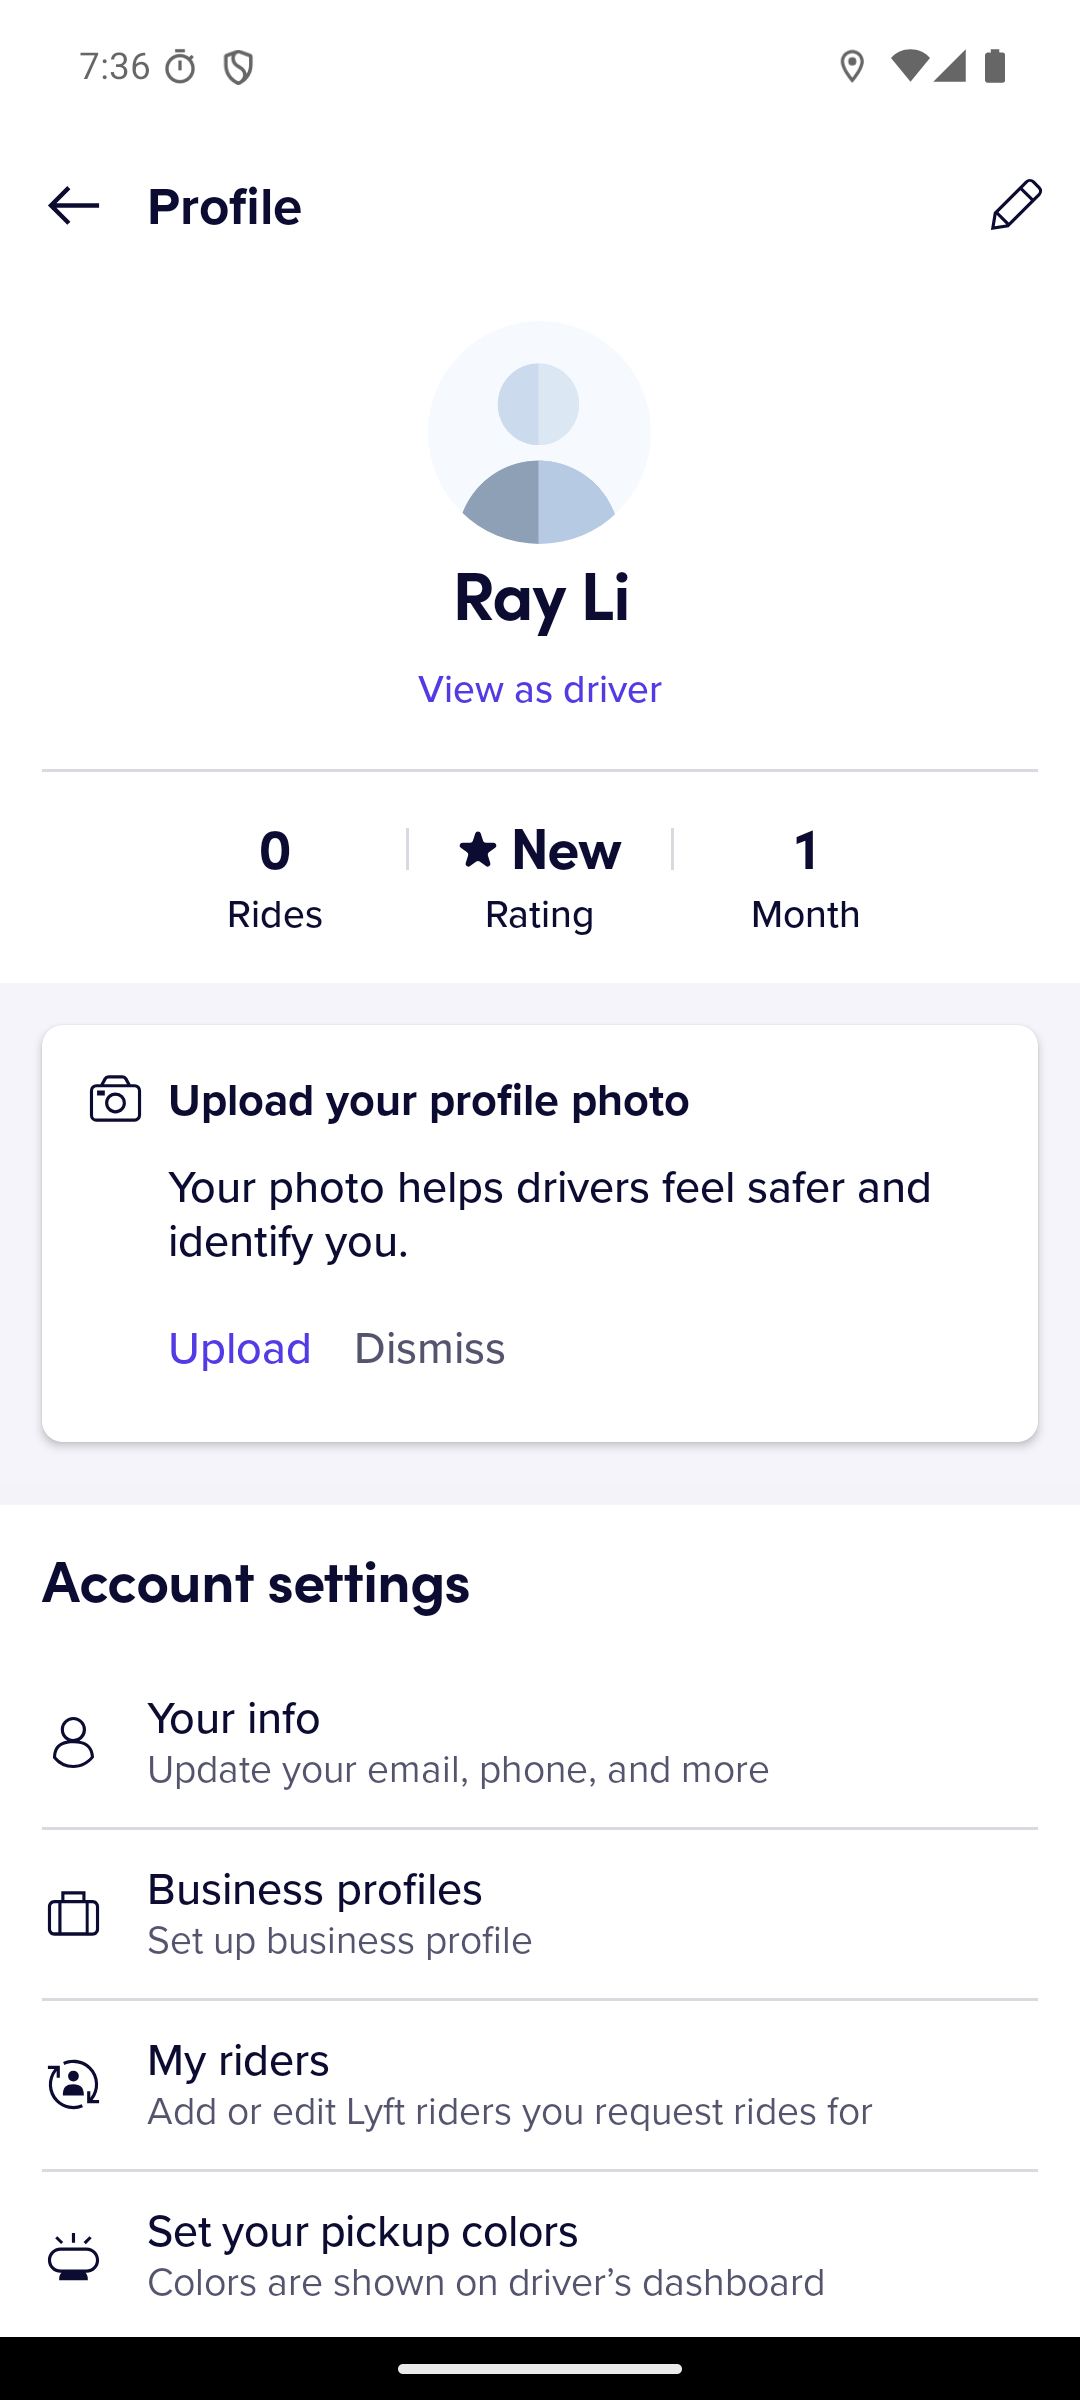 7:36
Profile
Ray Li
View as driver
0
Rides
New
Rating
1
Month
Upload your profile photo
Your photo helps drivers feel safer and
identify you.
Upload Dismiss
Account settings
Your info
Update your email, phone, and more
Business profiles
Set up business profile
My riders
Add or edit Lyft riders you request rides for
Set your pickup colors
Colors are shown on driver’s dashboard